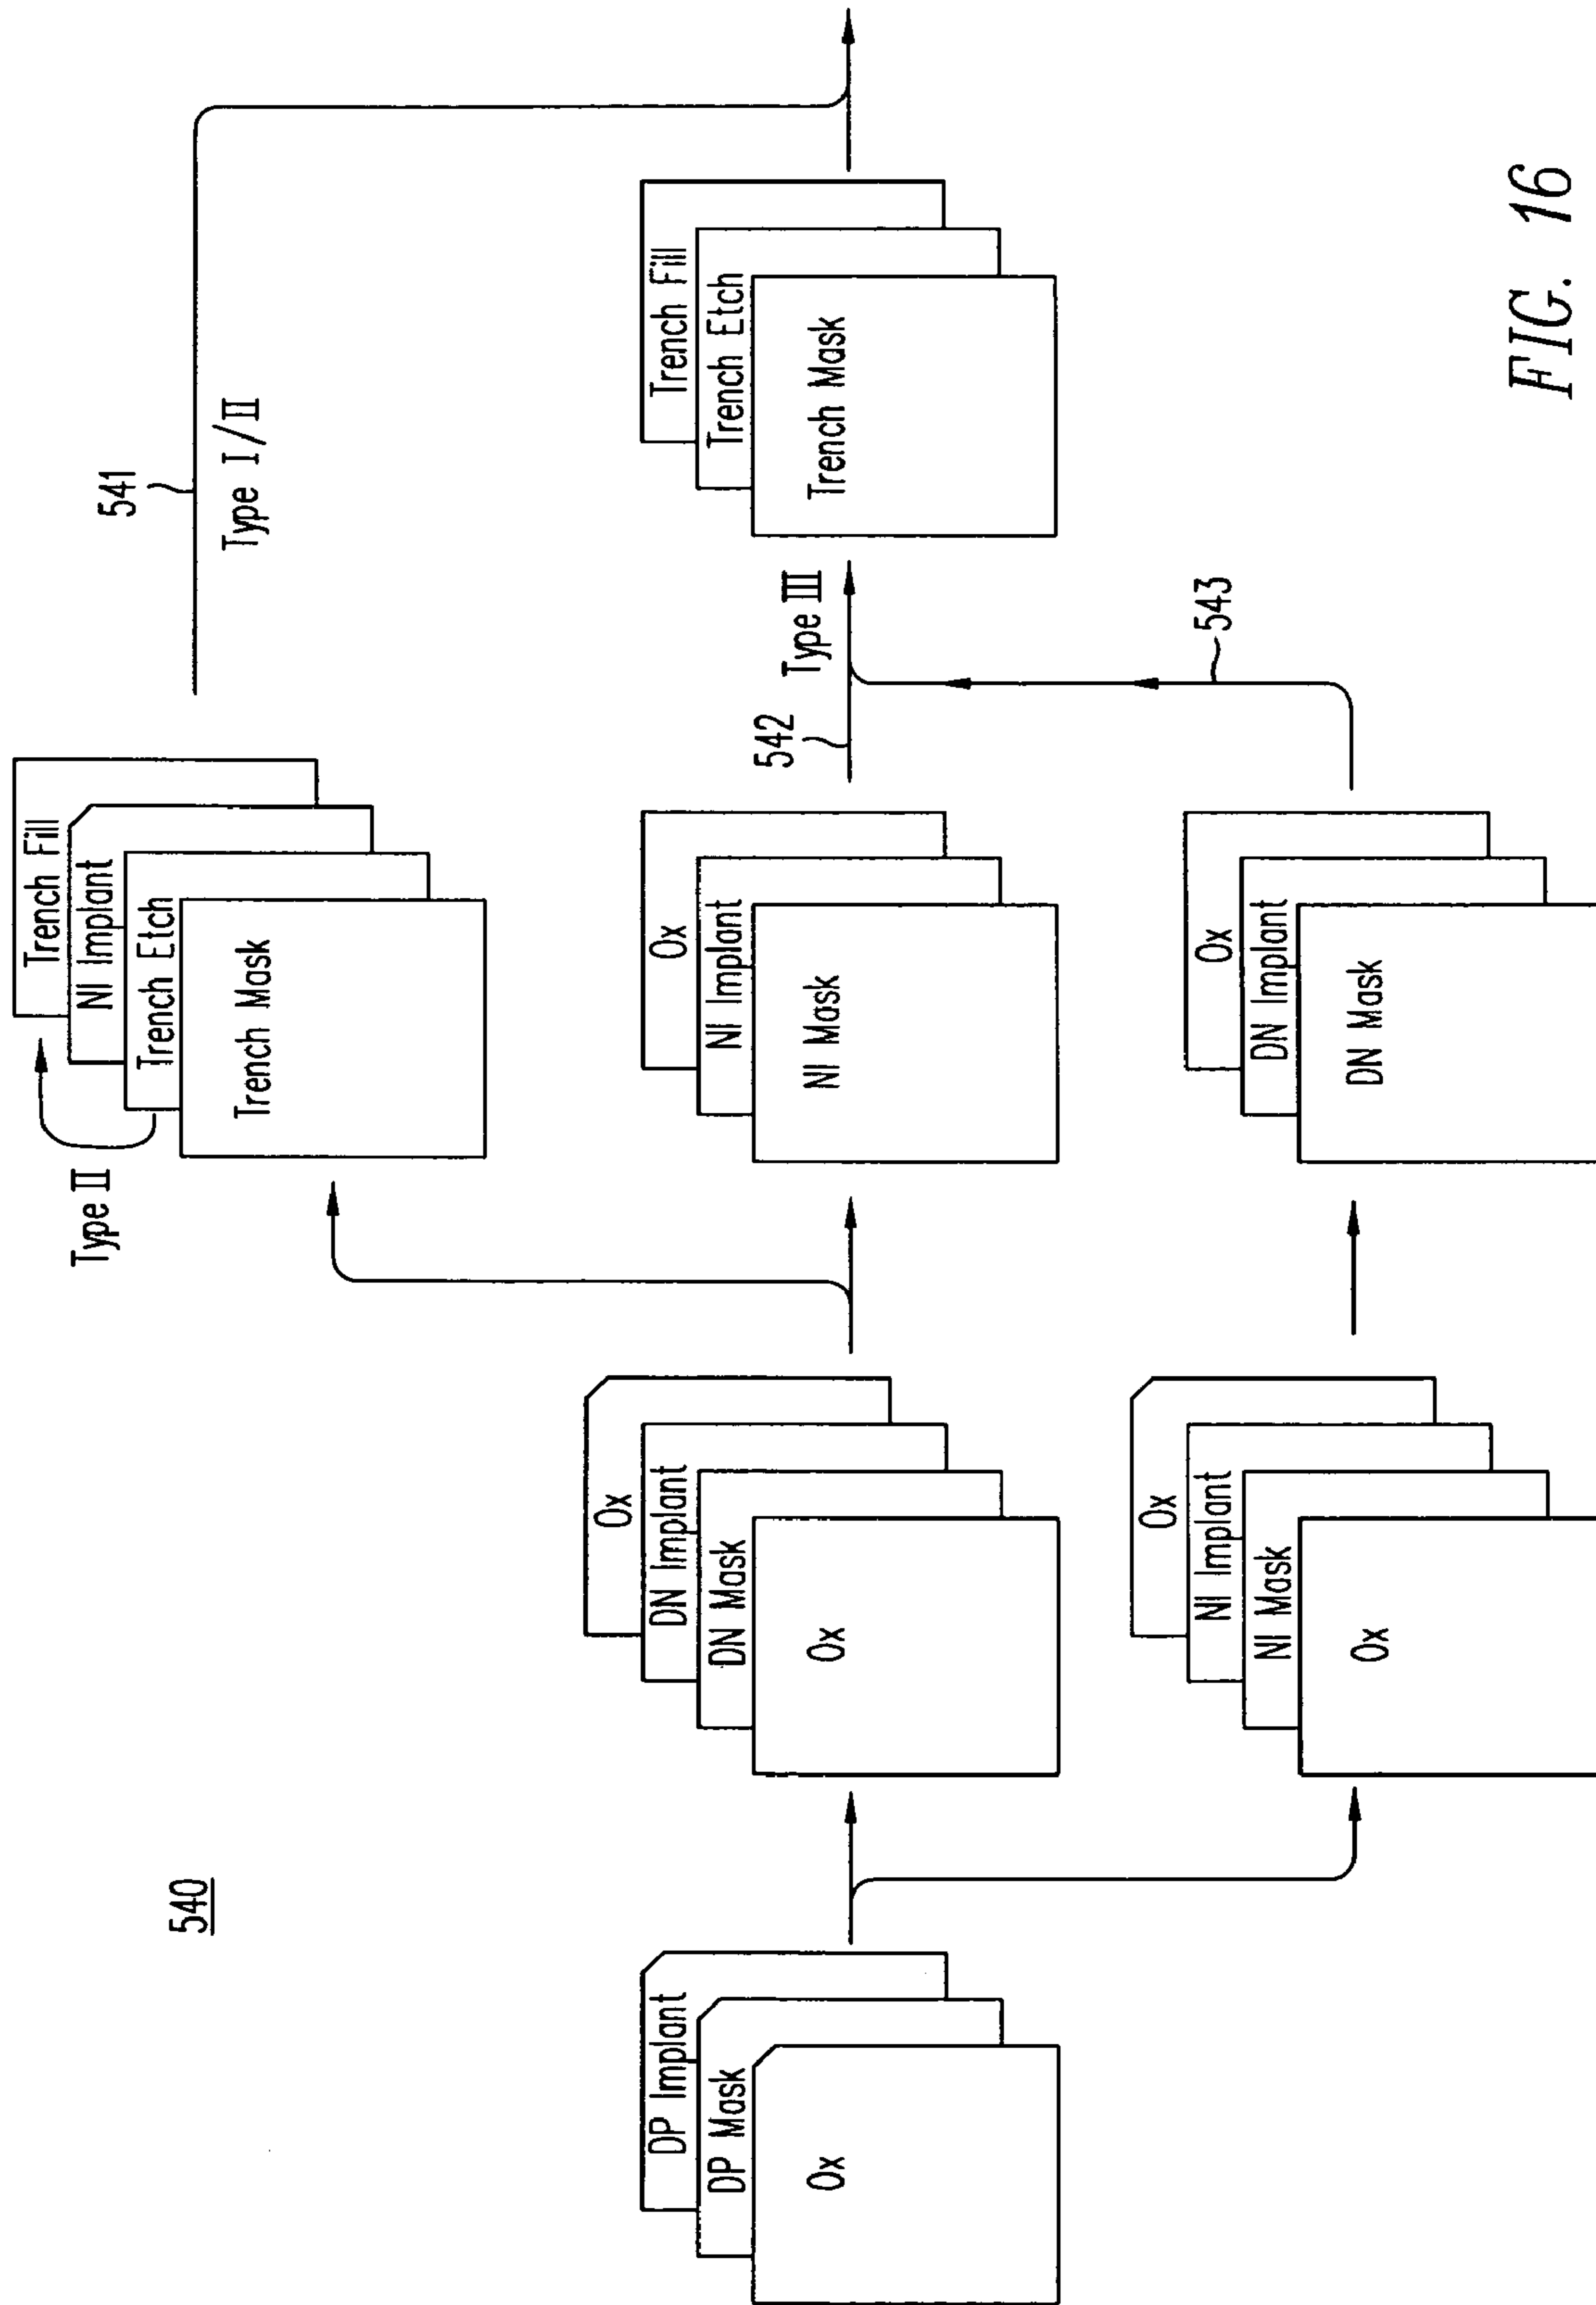 540
DP Implant
DP Mask
Ox
Ox
DN Implant
DN Mask
Ox
Ox
NI Implant
NI Mask
Ox
Type II
Trench Fill
NI Implant
Trench Etch
Trench Mask
Ox
NI Implant
NI Mask
Ox
DN Implant
DN Mask
541
Type I/II
542
Type III
543
Trench Fill
Trench Etch
Trench Mask
FIG. 16